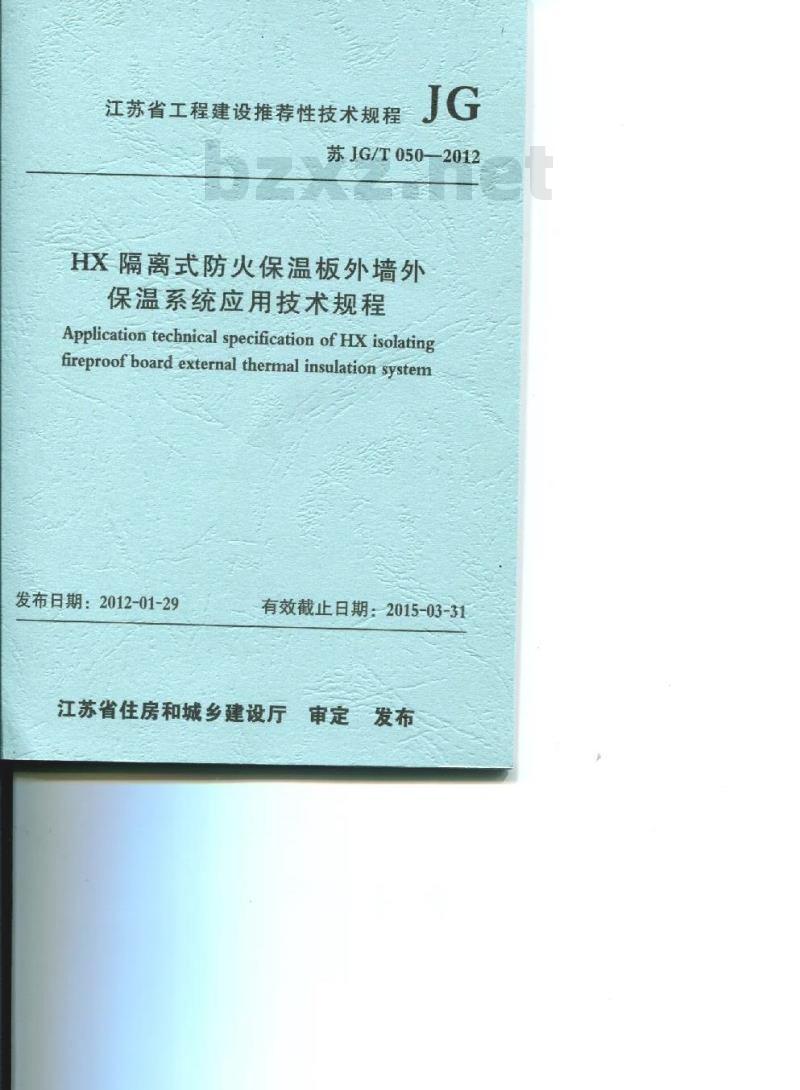 江苏省工程建设推荐性技术规程 JG
苏 JG/T 050—2012
bzxz.net
HX 隔离式防火保温板外墙外
保温系统应用技术规程
Application technical specification of HX isolating
fireproof board external thermal insulation system
发布日期：2012-01-29 有效截止日期：2015-03-31
江苏省住房和城乡建设厅 审定 发布